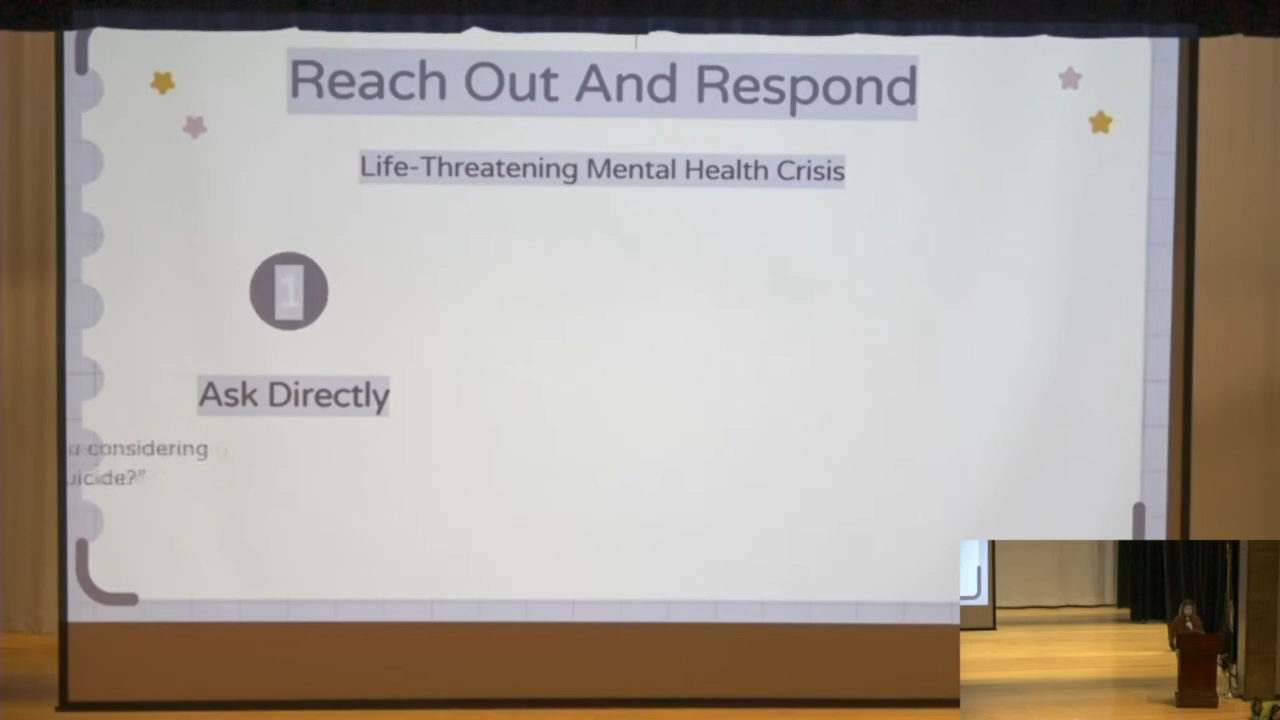 Reach Out And Respond
Life-Threatening Mental Health Crisis
1
Ask Directly
considering